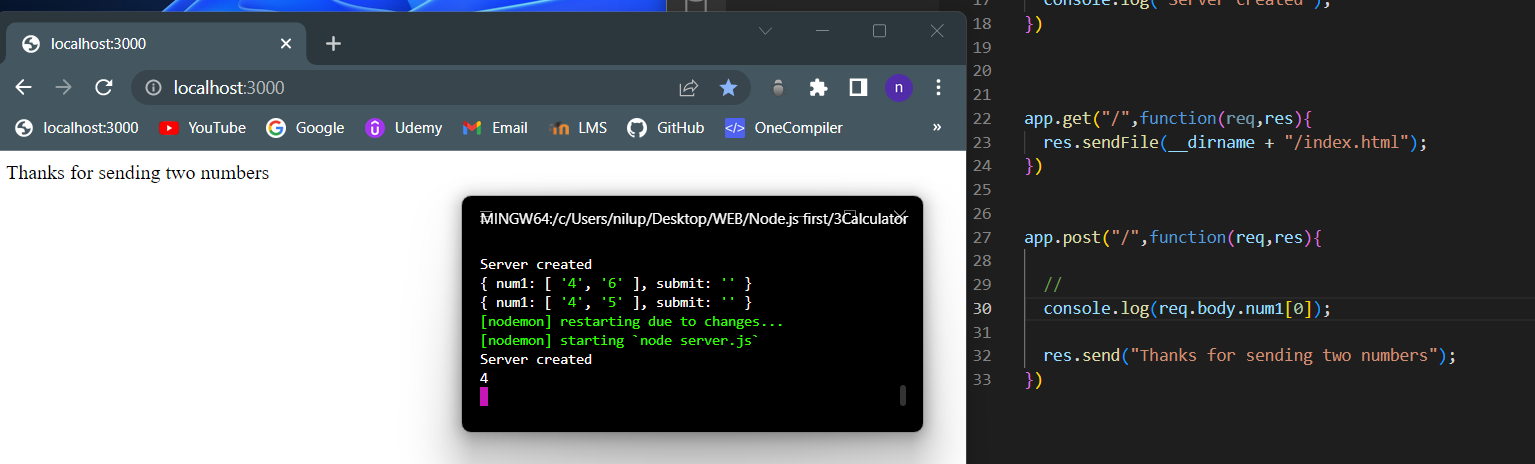 localhost:3000
localhost:3000
n
localhost:3000
YouTube
Google
Udemy
Email
LMS
GitHub
</>
OneCompiler
»
Thanks for sending two numbers
MINGW64:/c/Users/nilup/Desktop/WEB/Node.js first/3Calculator
Server created
{ num1: [ '4', '6' ], submit: '' }
{ num1: [ '4', '5' ], submit: '' }
[nodemon] restarting due to changes...
[nodemon] starting `node server.js`
Server created
4
17 console.log("Server created");
18 })
19
20
21
22 app.get("/",function(req,res){
23 res.sendFile(__dirname + "/index.html");
24 })
25
26
27 app.post("/",function(req,res){
28
29 //
30 console.log(req.body.num1[0]);
31
32 res.send("Thanks for sending two numbers");
33 })